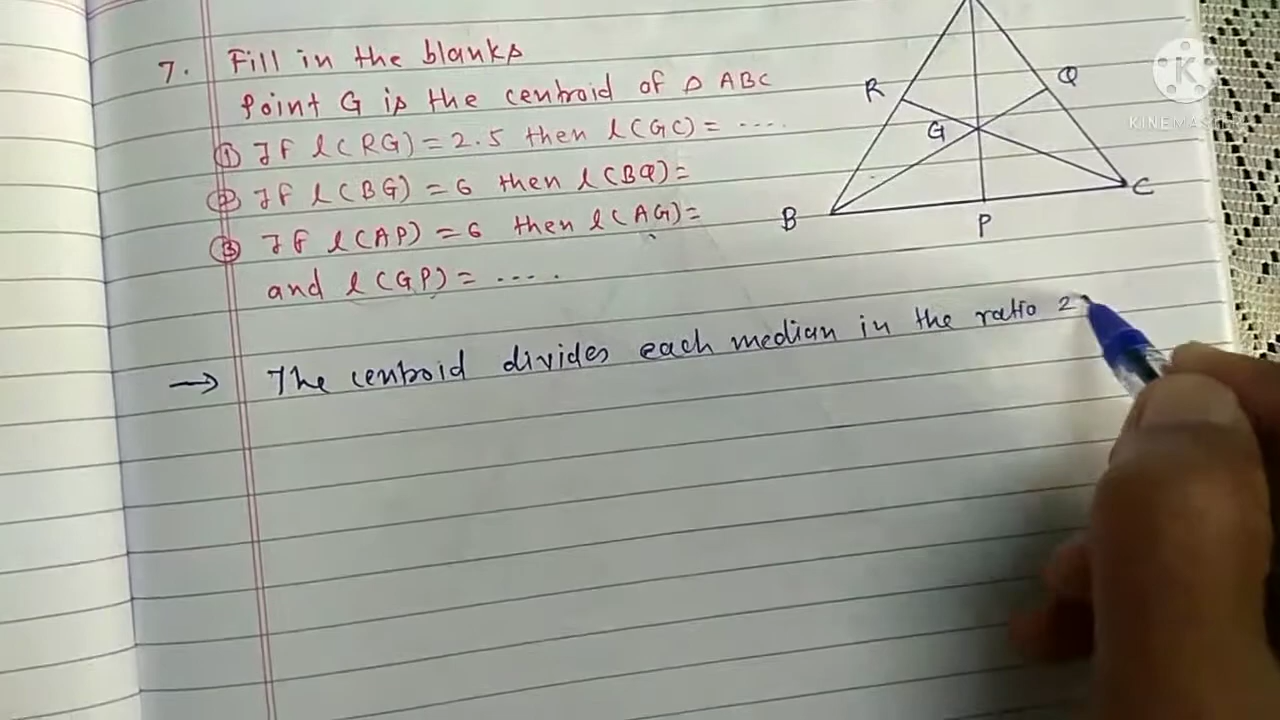 7. Fill in the blanks
Point G is the centroid of △ ABC
① If l(RG) = 2.5 then l(GC) = ....
② If l(BG) = 6 then l(BQ) =
③ If l(AP) = 6 then l(AG) =
and l(GP) = ....
→ The centroid divides each median in the ratio 2
R
Q
G
B
P
C
K
KINEMASTER